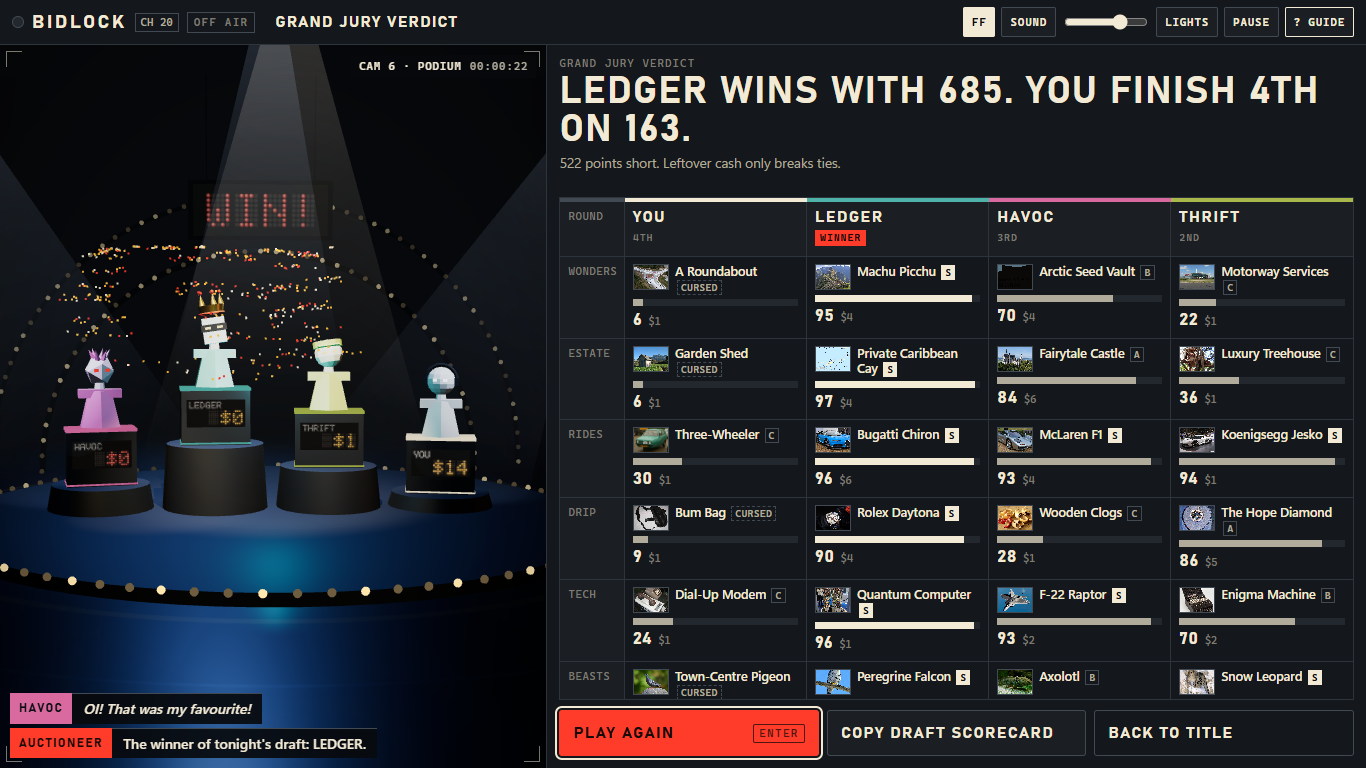 BIDLOCK CH 20 OFF AIR GRAND JURY VERDICT
FF SOUND LIGHTS PAUSE ? GUIDE
CAM 6 · PODIUM 00:00:22
WIN!
LEDGER
$0
THRIFT
$1
HAVOC
$0
YOU
$14
HAVOC OI! That was my favourite!
AUCTIONEER The winner of tonight's draft: LEDGER.
GRAND JURY VERDICT
LEDGER WINS WITH 685. YOU FINISH 4TH
ON 163.
522 points short. Leftover cash only breaks ties.
ROUND YOU LEDGER HAVOC THRIFT
4TH WINNER 3RD 2ND
WONDERS A Roundabout Machu Picchu S Arctic Seed Vault B Motorway Services
CURSED C
6 $1 95 $4 70 $4 22 $1
ESTATE Garden Shed Private Caribbean Fairytale Castle A Luxury Treehouse C
CURSED Cay S
6 $1 97 $4 84 $6 36 $1
RIDES Three-Wheeler C Bugatti Chiron S McLaren F1 S Koenigsegg Jesko S
30 $1 96 $6 93 $4 94 $1
DRIP Bum Bag CURSED Rolex Daytona S Wooden Clogs C The Hope Diamond
A
9 $1 90 $4 28 $1 86 $5
TECH Dial-Up Modem C Quantum Computer F-22 Raptor S Enigma Machine B
S
24 $1 96 $1 93 $2 70 $2
BEASTS Town-Centre Pigeon Peregrine Falcon S Axolotl B Snow Leopard S
CURSED
PLAY AGAIN ENTER COPY DRAFT SCORECARD BACK TO TITLE